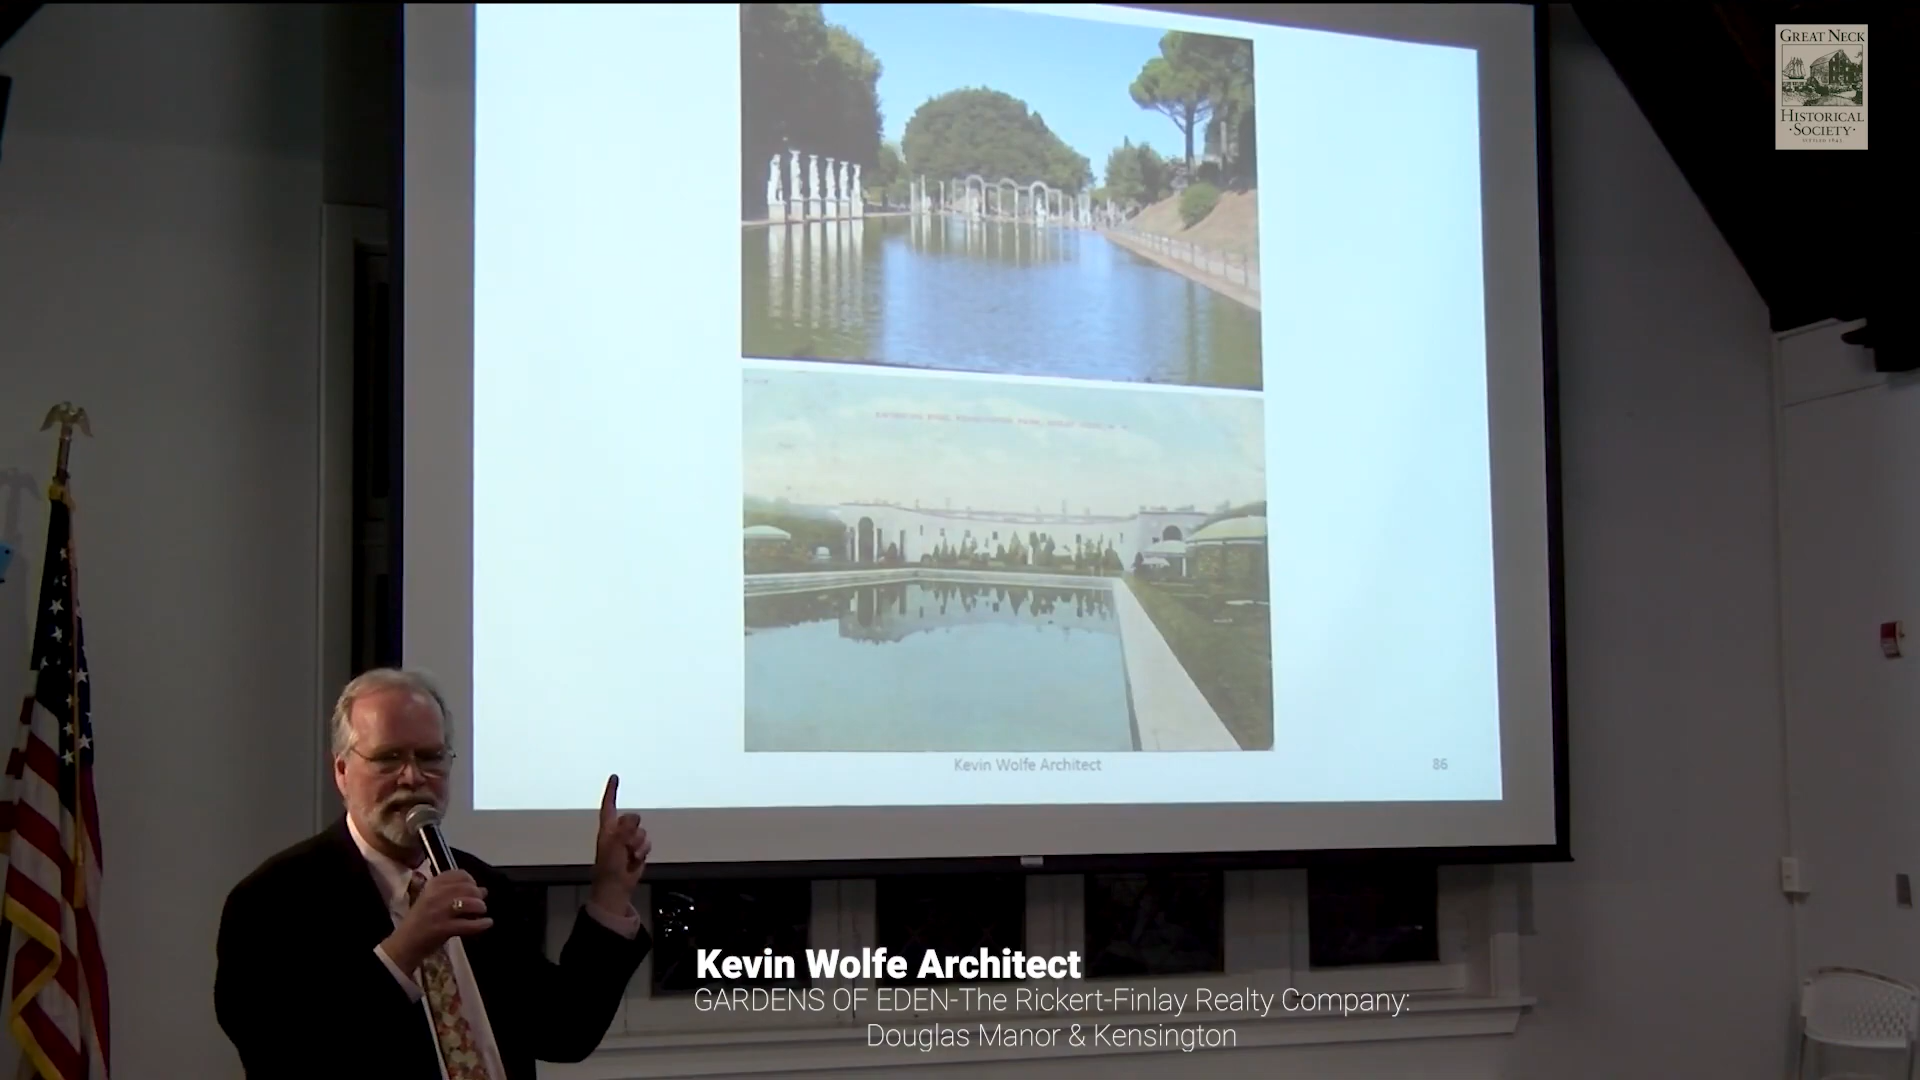 GREAT NECK
HISTORICAL
·SOCIETY·
Kevin Wolfe Architect
86
Kevin Wolfe Architect
GARDENS OF EDEN-The Rickert-Finlay Realty Company:
Douglas Manor & Kensington